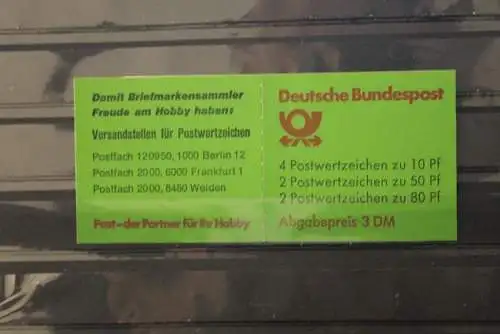 Damit Briefmarkensammler
Freude am Hobby haben:
Versandstellen für Postwertzeichen
Postfach 120950, 1000 Berlin 12
Postfach 2000, 6000 Frankfurt 1
Postfach 2000, 8480 Weiden
Post – der Partner für Ihr Hobby
Deutsche Bundespost
4 Postwertzeichen zu 10 Pf
2 Postwertzeichen zu 50 Pf
2 Postwertzeichen zu 80 Pf
Abgabepreis 3 DM